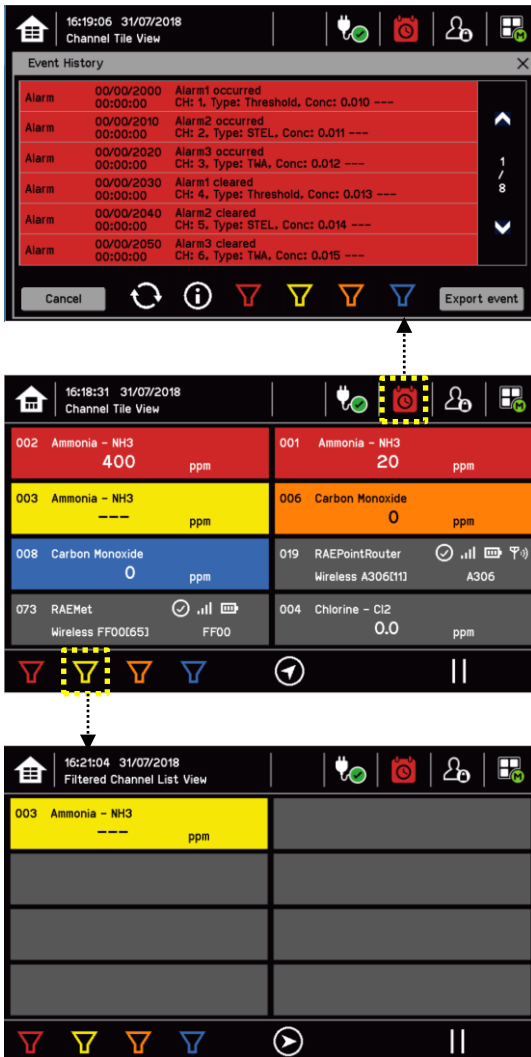 16:19:06 31/07/2018
Channel Tile View
M
Event History
Alarm 00/00/2000 00:00:00 Alarm1 occurred
CH: 1, Type: Threshold, Conc: 0.010 ---
Alarm 00/00/2010 00:00:00 Alarm2 occurred
CH: 2, Type: STEL, Conc: 0.011 ---
Alarm 00/00/2020 00:00:00 Alarm3 occurred
CH: 3, Type: TWA, Conc: 0.012 ---
Alarm 00/00/2030 00:00:00 Alarm1 cleared
CH: 4, Type: Threshold, Conc: 0.013 ---
Alarm 00/00/2040 00:00:00 Alarm2 cleared
CH: 5, Type: STEL, Conc: 0.014 ---
Alarm 00/00/2050 00:00:00 Alarm3 cleared
CH: 6, Type: TWA, Conc: 0.015 ---
1
/
8
Cancel Export event
16:18:31 31/07/2018
Channel Tile View
M
002 Ammonia - NH3
400 ppm
001 Ammonia - NH3
20 ppm
003 Ammonia - NH3
--- ppm
006 Carbon Monoxide
0 ppm
008 Carbon Monoxide
0 ppm
019 RAEPointRouter
Wireless A306[11] A306
073 RAEMet
Wireless FF00[65] FF00
004 Chlorine - Cl2
0.0 ppm
16:21:04 31/07/2018
Filtered Channel List View
M
003 Ammonia - NH3
--- ppm